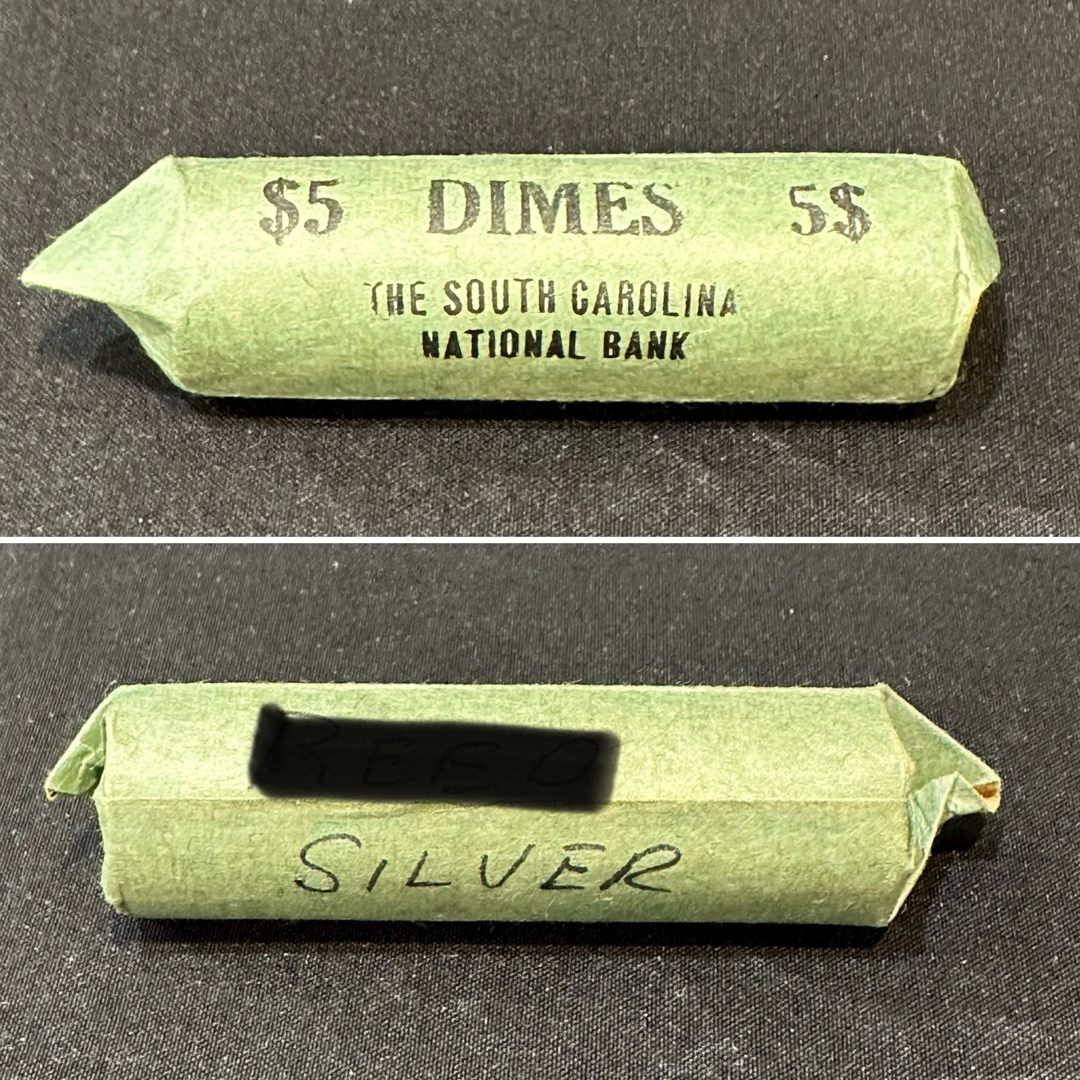 $5 DIMES 5$
THE SOUTH CAROLINA
NATIONAL BANK
SILVER